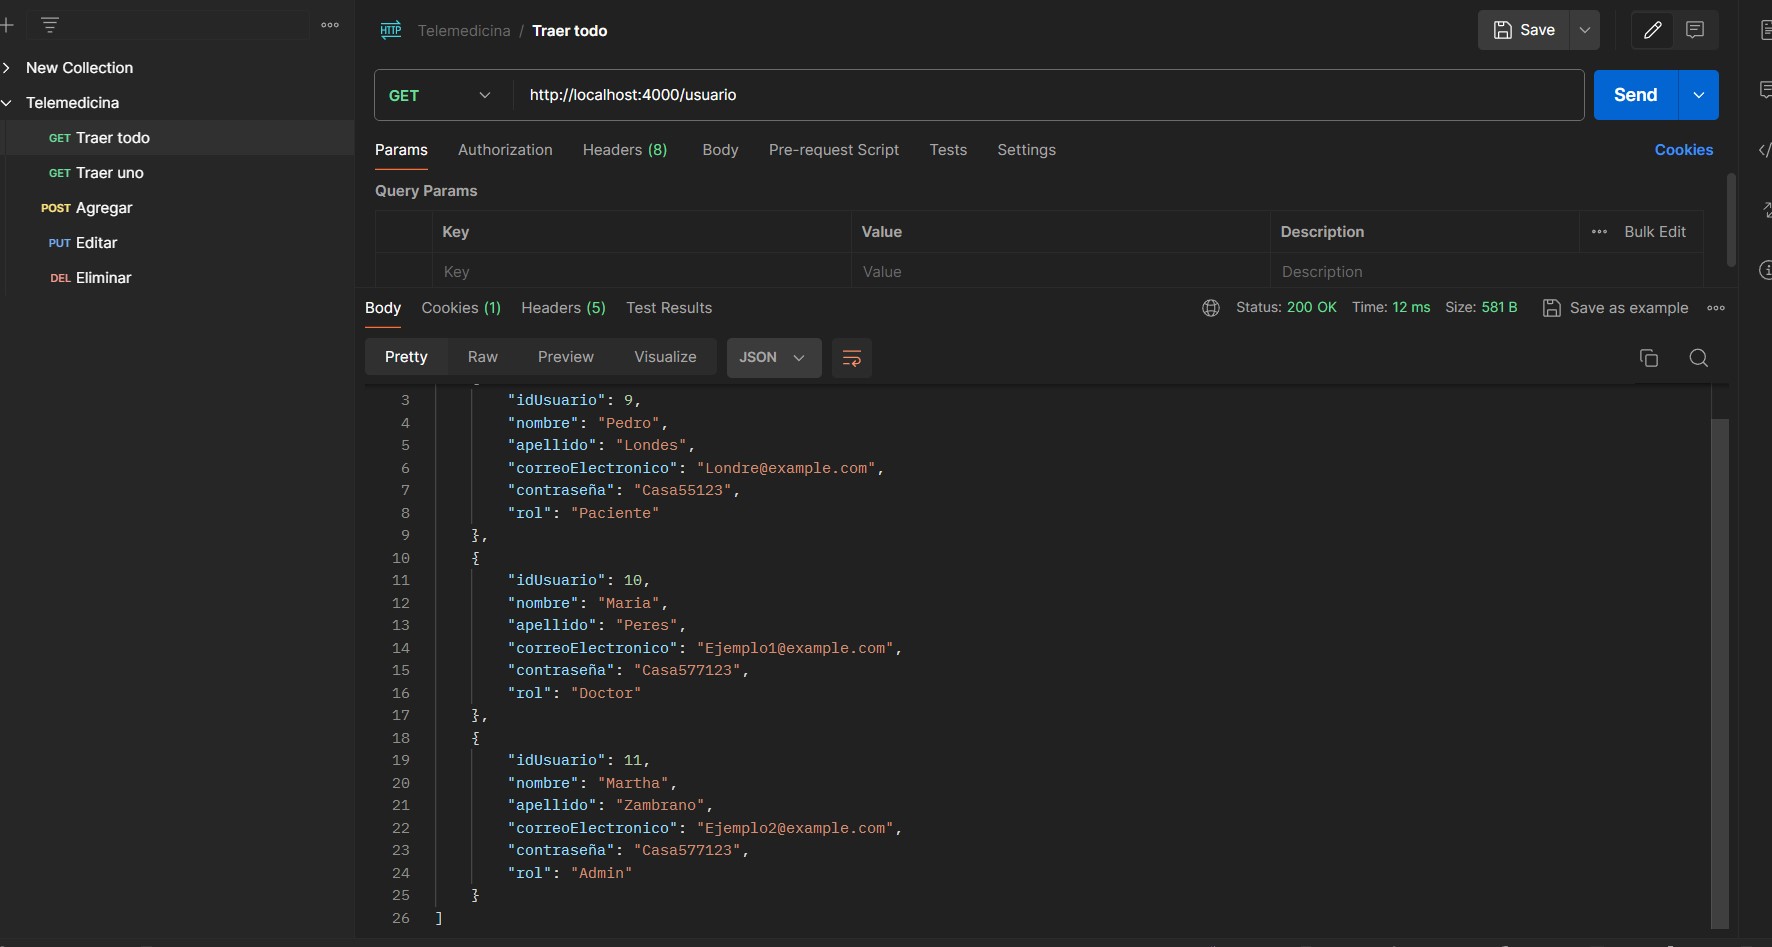 Telemedicina / Traer todo
Save
New Collection
Telemedicina
GET Traer todo
GET Traer uno
POST Agregar
PUT Editar
DEL Eliminar
HTTP
GET http://localhost:4000/usuario Send
Params Authorization Headers (8) Body Pre-request Script Tests Settings Cookies
Query Params
Key Value Description Bulk Edit
Key Value Description
Body Cookies (1) Headers (5) Test Results Status: 200 OK Time: 12 ms Size: 581 B Save as example
Pretty Raw Preview Visualize JSON
3 "idUsuario": 9,
4 "nombre": "Pedro",
5 "apellido": "Londes",
6 "correoElectronico": "Londre@example.com",
7 "contraseña": "Casa55123",
8 "rol": "Paciente"
9 },
10 {
11 "idUsuario": 10,
12 "nombre": "Maria",
13 "apellido": "Peres",
14 "correoElectronico": "Ejemplo1@example.com",
15 "contraseña": "Casa577123",
16 "rol": "Doctor"
17 },
18 {
19 "idUsuario": 11,
20 "nombre": "Martha",
21 "apellido": "Zambrano",
22 "correoElectronico": "Ejemplo2@example.com",
23 "contraseña": "Casa577123",
24 "rol": "Admin"
25 }
26 ]